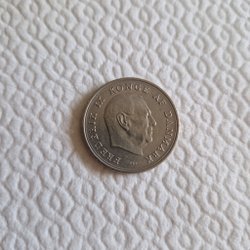 FREDERIK IX KONGE AF DANMARK